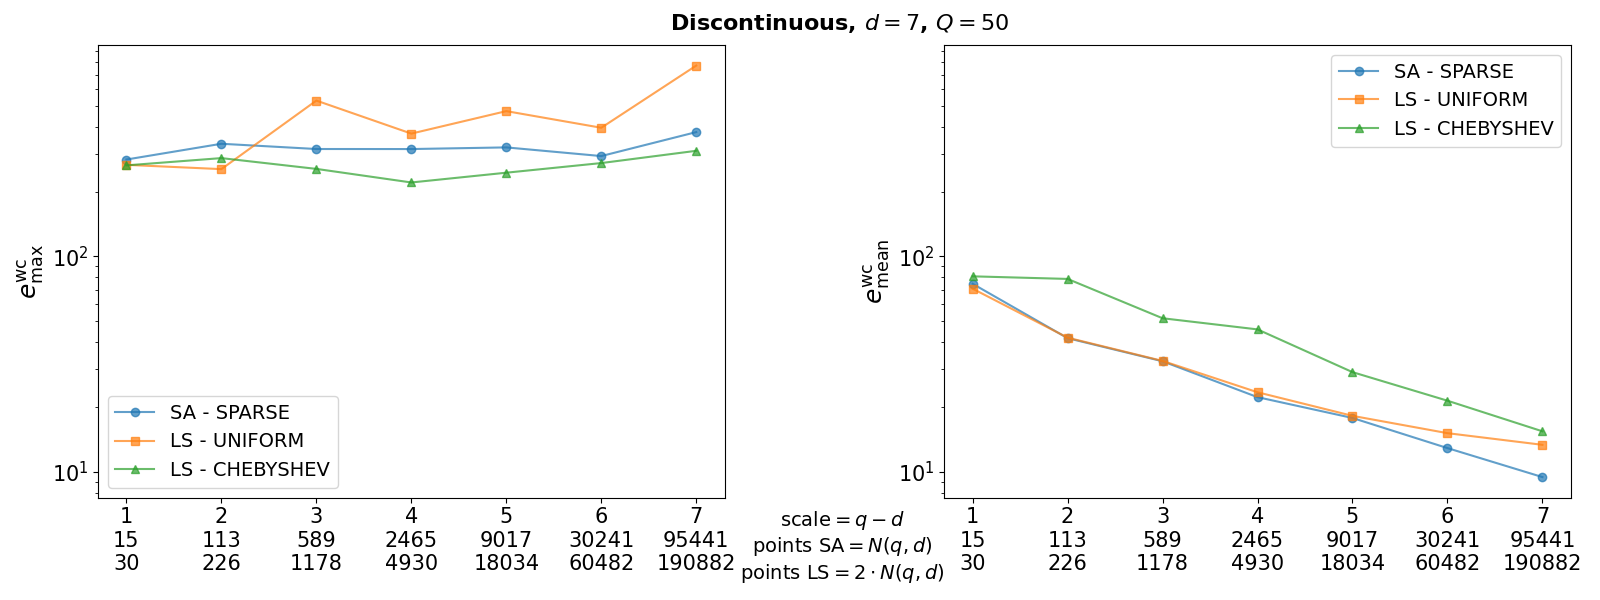 Discontinuous, d = 7, Q = 50
e^wc_max
10^2
10^1
SA - SPARSE
LS - UNIFORM
LS - CHEBYSHEV
1 2 3 4 5 6 7
15 113 589 2465 9017 30241 95441
30 226 1178 4930 18034 60482 190882
scale = q − d
points SA = N(q, d)
points LS = 2 · N(q, d)
e^wc_mean
10^2
10^1
SA - SPARSE
LS - UNIFORM
LS - CHEBYSHEV
1 2 3 4 5 6 7
15 113 589 2465 9017 30241 95441
30 226 1178 4930 18034 60482 190882